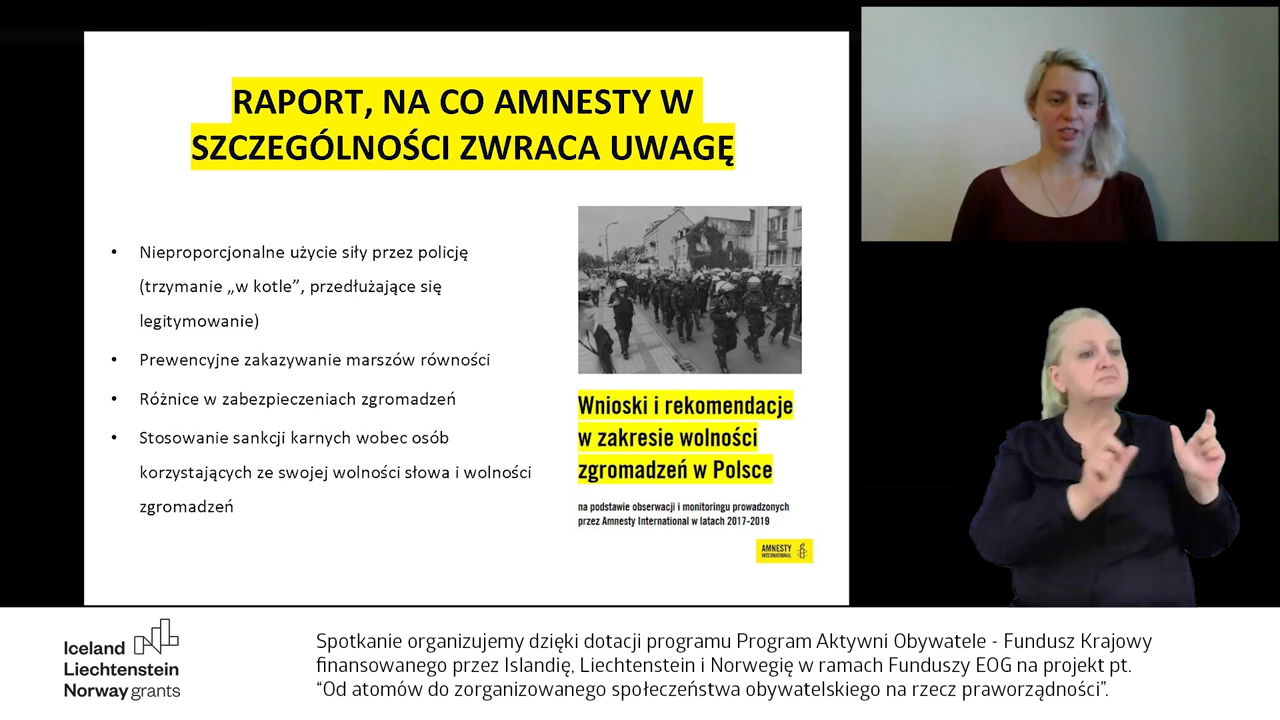 RAPORT, NA CO AMNESTY W
SZCZEGÓLNOŚCI ZWRACA UWAGĘ
• Nieproporcjonalne użycie siły przez policję
(trzymanie „w kotle”, przedłużające się
legitymowanie)
• Prewencyjne zakazywanie marszów równości
• Różnice w zabezpieczeniach zgromadzeń
• Stosowanie sankcji karnych wobec osób
korzystających ze swojej wolności słowa i wolności
zgromadzeń
Wnioski i rekomendacje
w zakresie wolności
zgromadzeń w Polsce
na podstawie obserwacji i monitoringu prowadzonych
przez Amnesty International w latach 2017-2019
AMNESTY
INTERNATIONAL
Iceland
Liechtenstein
Norway grants
Spotkanie organizujemy dzięki dotacji programu Program Aktywni Obywatele - Fundusz Krajowy
finansowanego przez Islandię, Liechtenstein i Norwegię w ramach Funduszy EOG na projekt pt.
“Od atomów do zorganizowanego społeczeństwa obywatelskiego na rzecz praworządności”.